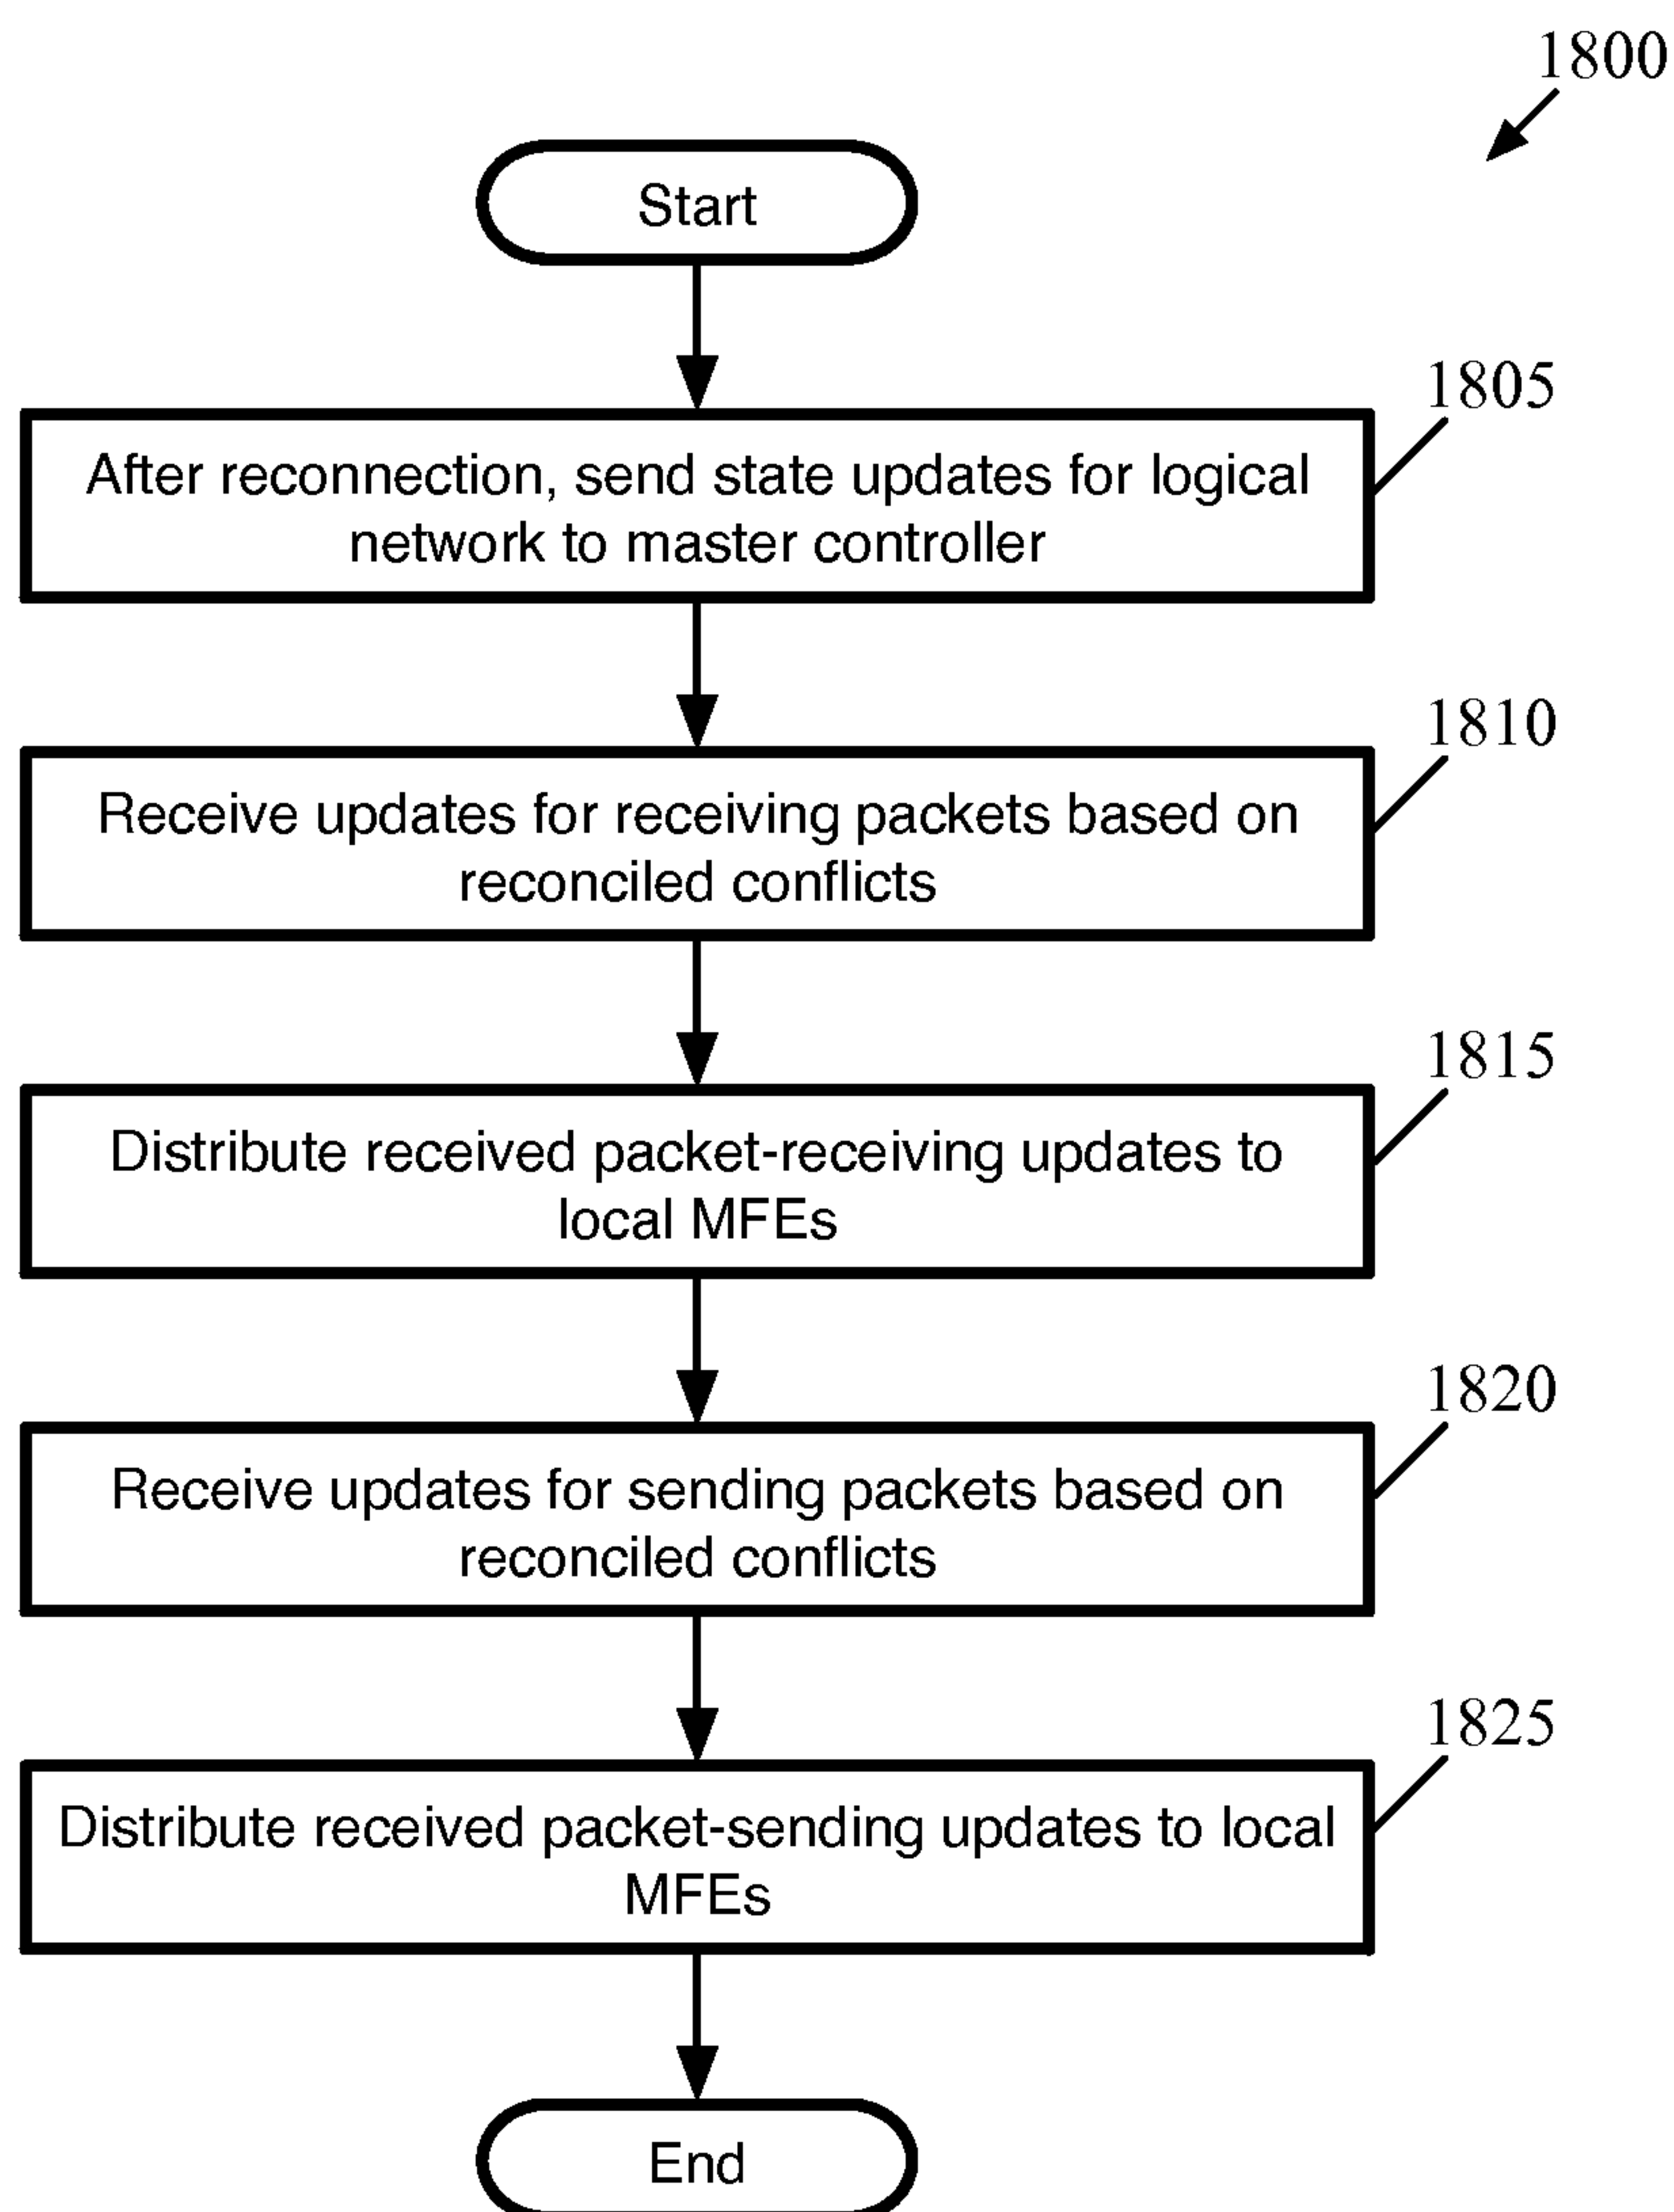 1800
Start
1805
After reconnection, send state updates for logical
network to master controller
1810
Receive updates for receiving packets based on
reconciled conflicts
1815
Distribute received packet-receiving updates to
local MFEs
1820
Receive updates for sending packets based on
reconciled conflicts
1825
Distribute received packet-sending updates to local
MFEs
End